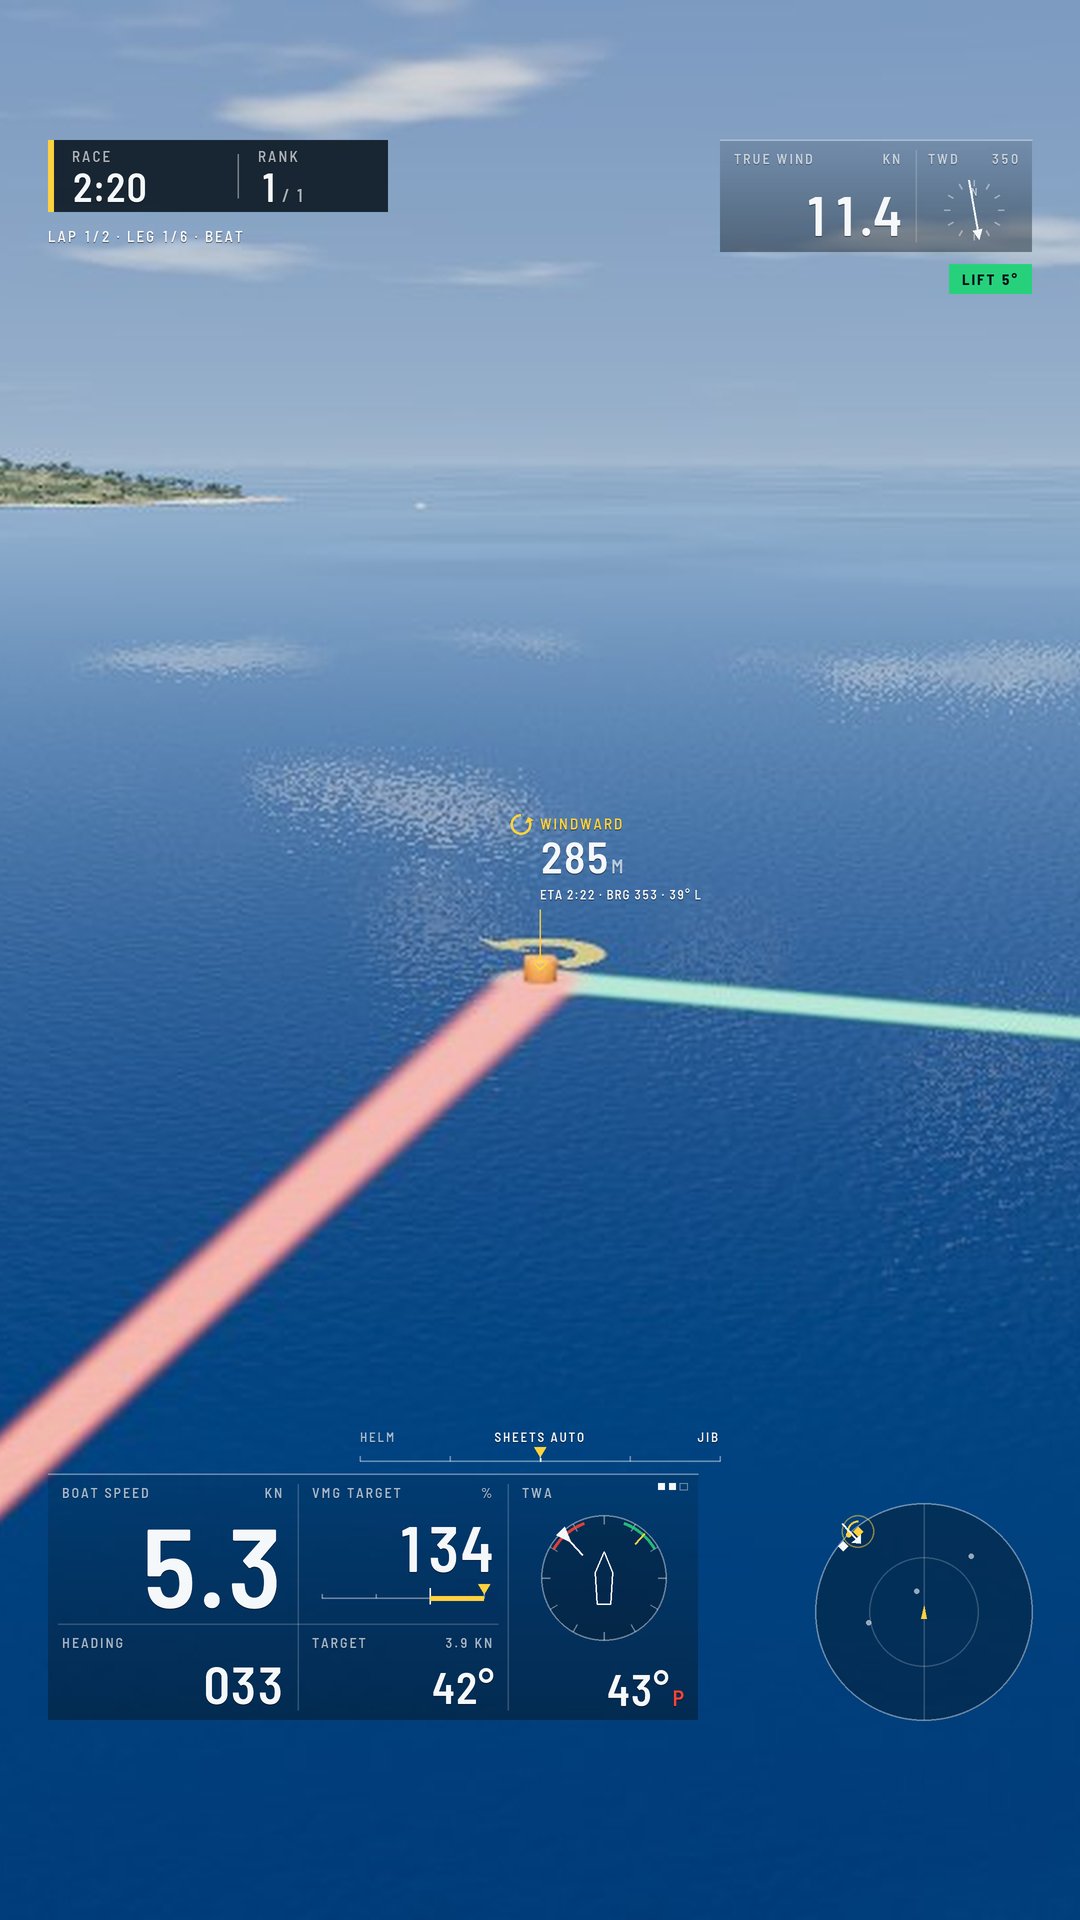 RACE
2:20
RANK
1 / 1
LAP 1/2 · LEG 1/6 · BEAT
TRUE WIND KN
11.4
TWD 350
N
LIFT 5°
WINDWARD
285 M
ETA 2:22 · BRG 353 · 39° L
HELM SHEETS AUTO JIB
BOAT SPEED KN
5.3
VMG TARGET %
134
TWA
HEADING
033
TARGET 3.9 KN
42°
43° P